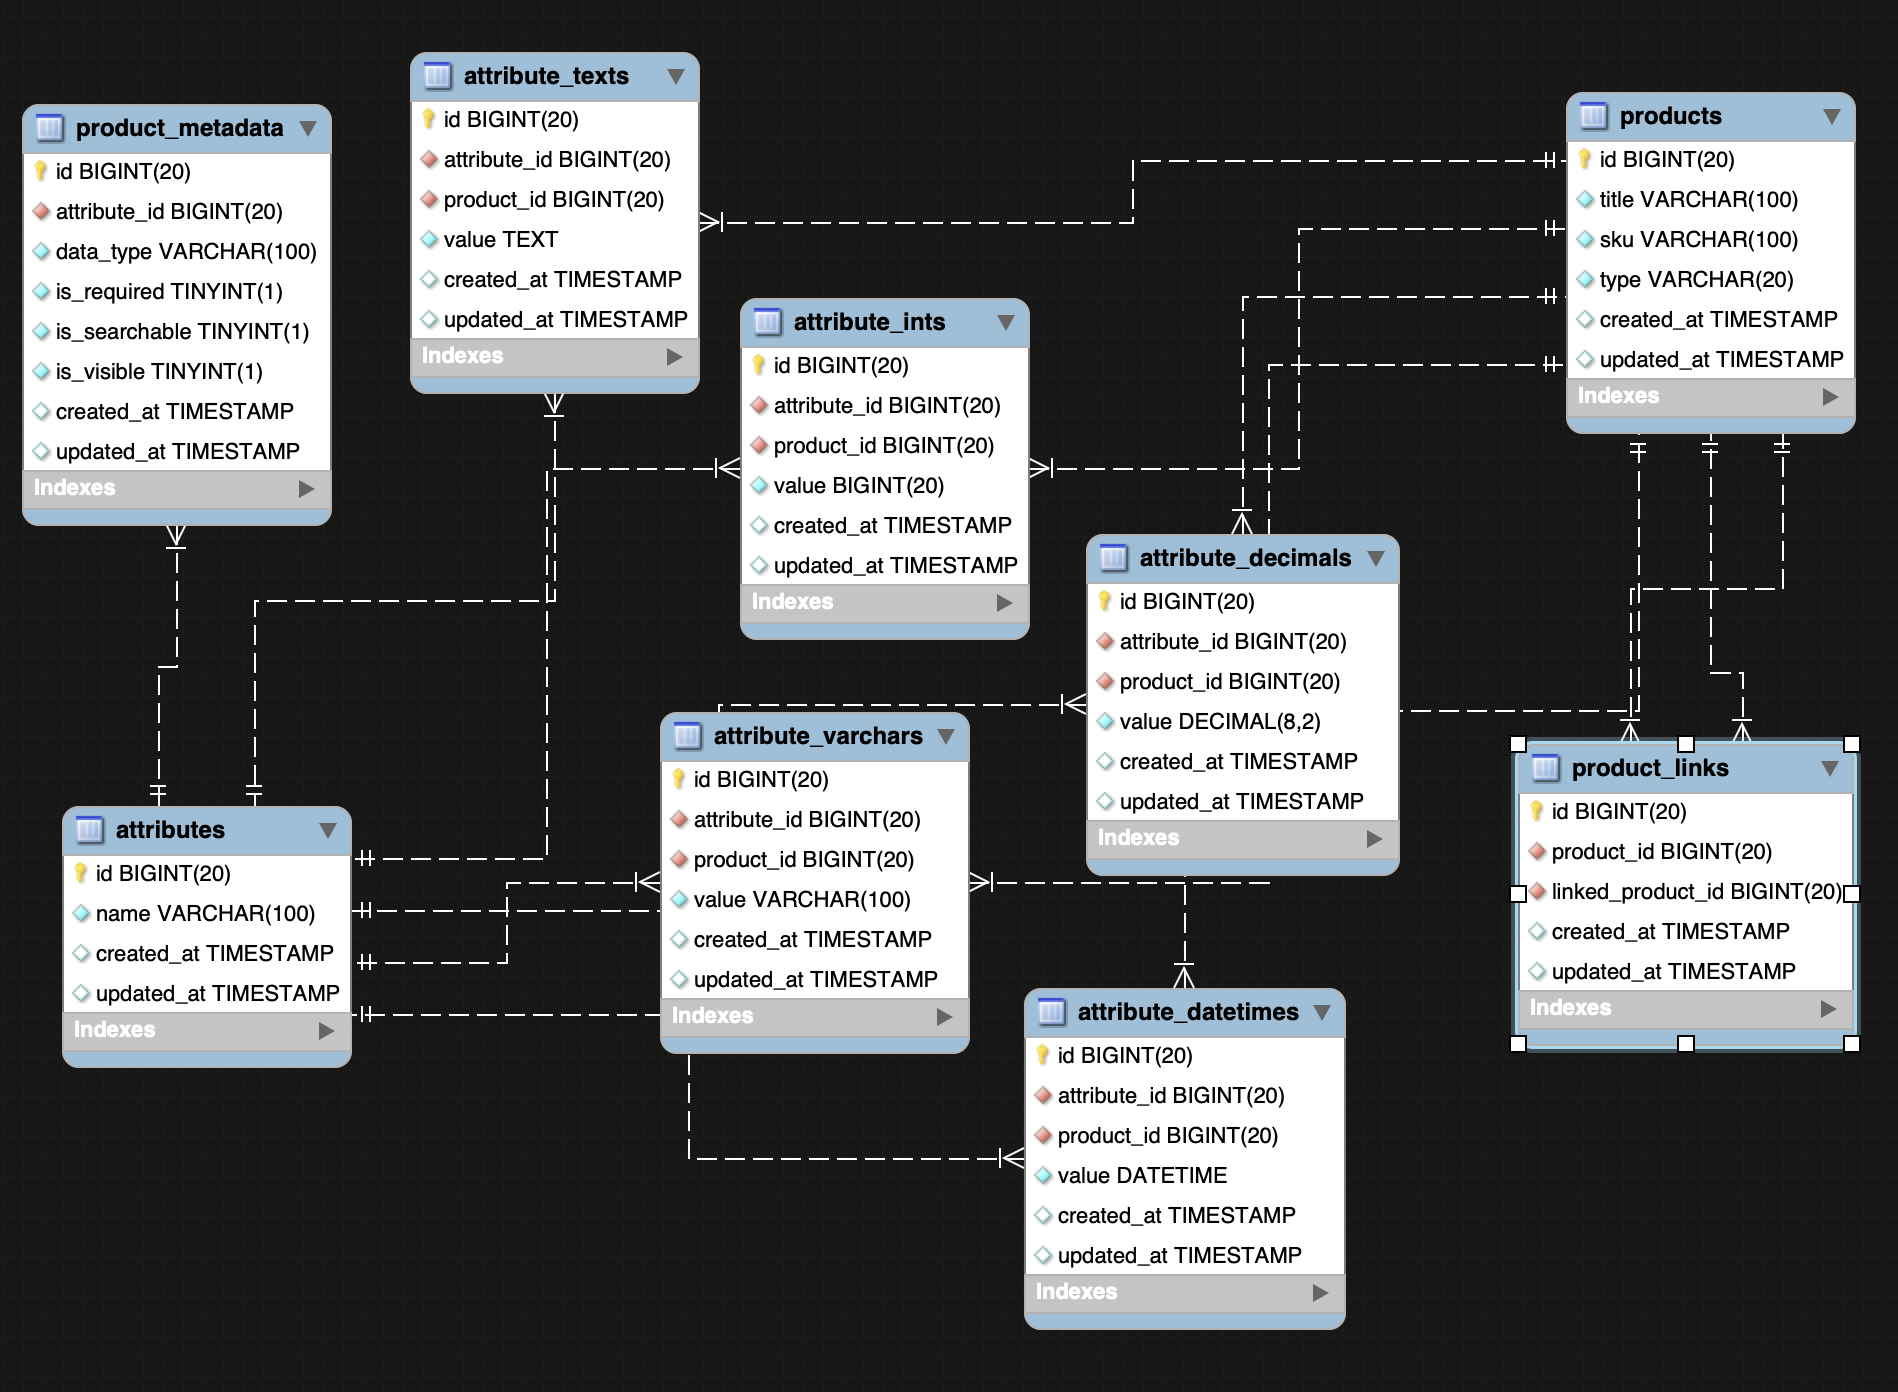 product_metadata
id BIGINT(20)
attribute_id BIGINT(20)
data_type VARCHAR(100)
is_required TINYINT(1)
is_searchable TINYINT(1)
is_visible TINYINT(1)
created_at TIMESTAMP
updated_at TIMESTAMP
Indexes
attribute_texts
id BIGINT(20)
attribute_id BIGINT(20)
product_id BIGINT(20)
value TEXT
created_at TIMESTAMP
updated_at TIMESTAMP
Indexes
attribute_ints
id BIGINT(20)
attribute_id BIGINT(20)
product_id BIGINT(20)
value BIGINT(20)
created_at TIMESTAMP
updated_at TIMESTAMP
Indexes
products
id BIGINT(20)
title VARCHAR(100)
sku VARCHAR(100)
type VARCHAR(20)
created_at TIMESTAMP
updated_at TIMESTAMP
Indexes
attribute_decimals
id BIGINT(20)
attribute_id BIGINT(20)
product_id BIGINT(20)
value DECIMAL(8,2)
created_at TIMESTAMP
updated_at TIMESTAMP
Indexes
attributes
id BIGINT(20)
name VARCHAR(100)
created_at TIMESTAMP
updated_at TIMESTAMP
Indexes
attribute_varchars
id BIGINT(20)
attribute_id BIGINT(20)
product_id BIGINT(20)
value VARCHAR(100)
created_at TIMESTAMP
updated_at TIMESTAMP
Indexes
product_links
id BIGINT(20)
product_id BIGINT(20)
linked_product_id BIGINT(20)
created_at TIMESTAMP
updated_at TIMESTAMP
Indexes
attribute_datetimes
id BIGINT(20)
attribute_id BIGINT(20)
product_id BIGINT(20)
value DATETIME
created_at TIMESTAMP
updated_at TIMESTAMP
Indexes